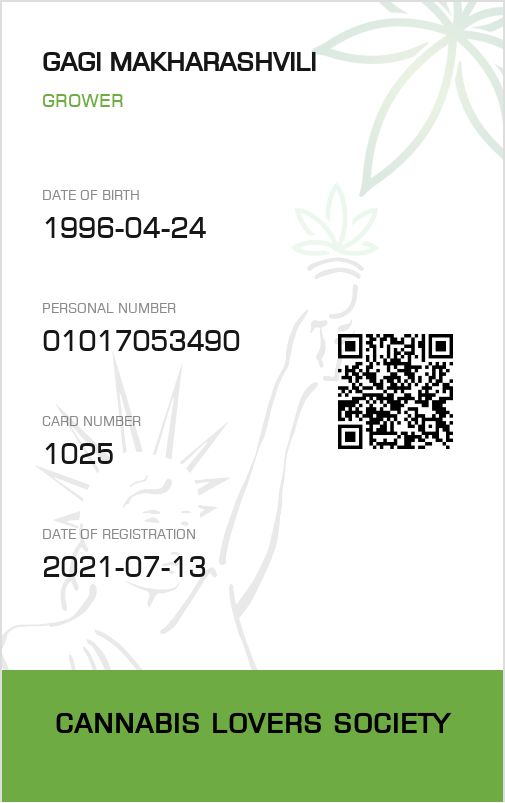 GAGI MAKHARASHVILI
GROWER
DATE OF BIRTH
1996-04-24
PERSONAL NUMBER
01017053490
CARD NUMBER
1025
DATE OF REGISTRATION
2021-07-13
CANNABIS LOVERS SOCIETY